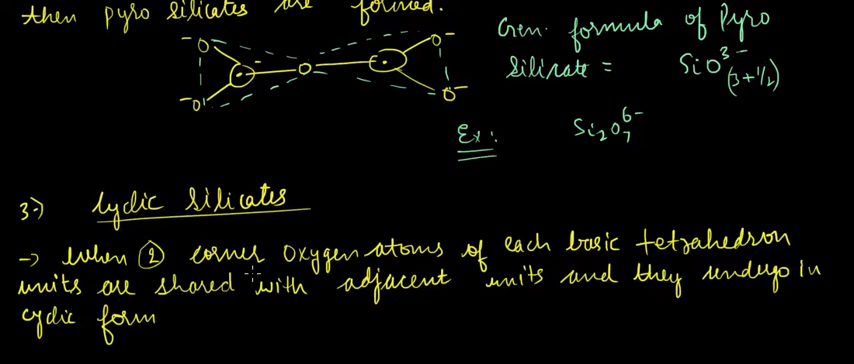 then pyro silicates are formed.
Gen. formula of Pyro
silicate = SiO³⁻(3+1/2)
⁻O O⁻
O
⁻O O⁻
Ex: Si₂O₇⁶⁻
3→) Cyclic Silicates
→ When ② corner oxygen atoms of each basic tetrahedron
units are shared with adjacent units and they undergo in
cyclic form